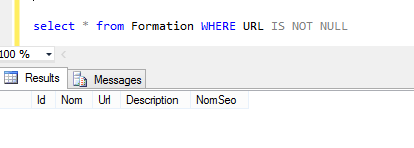 select * from Formation WHERE URL IS NOT NULL
100 %
Results Messages
Id Nom Url Description NomSeo